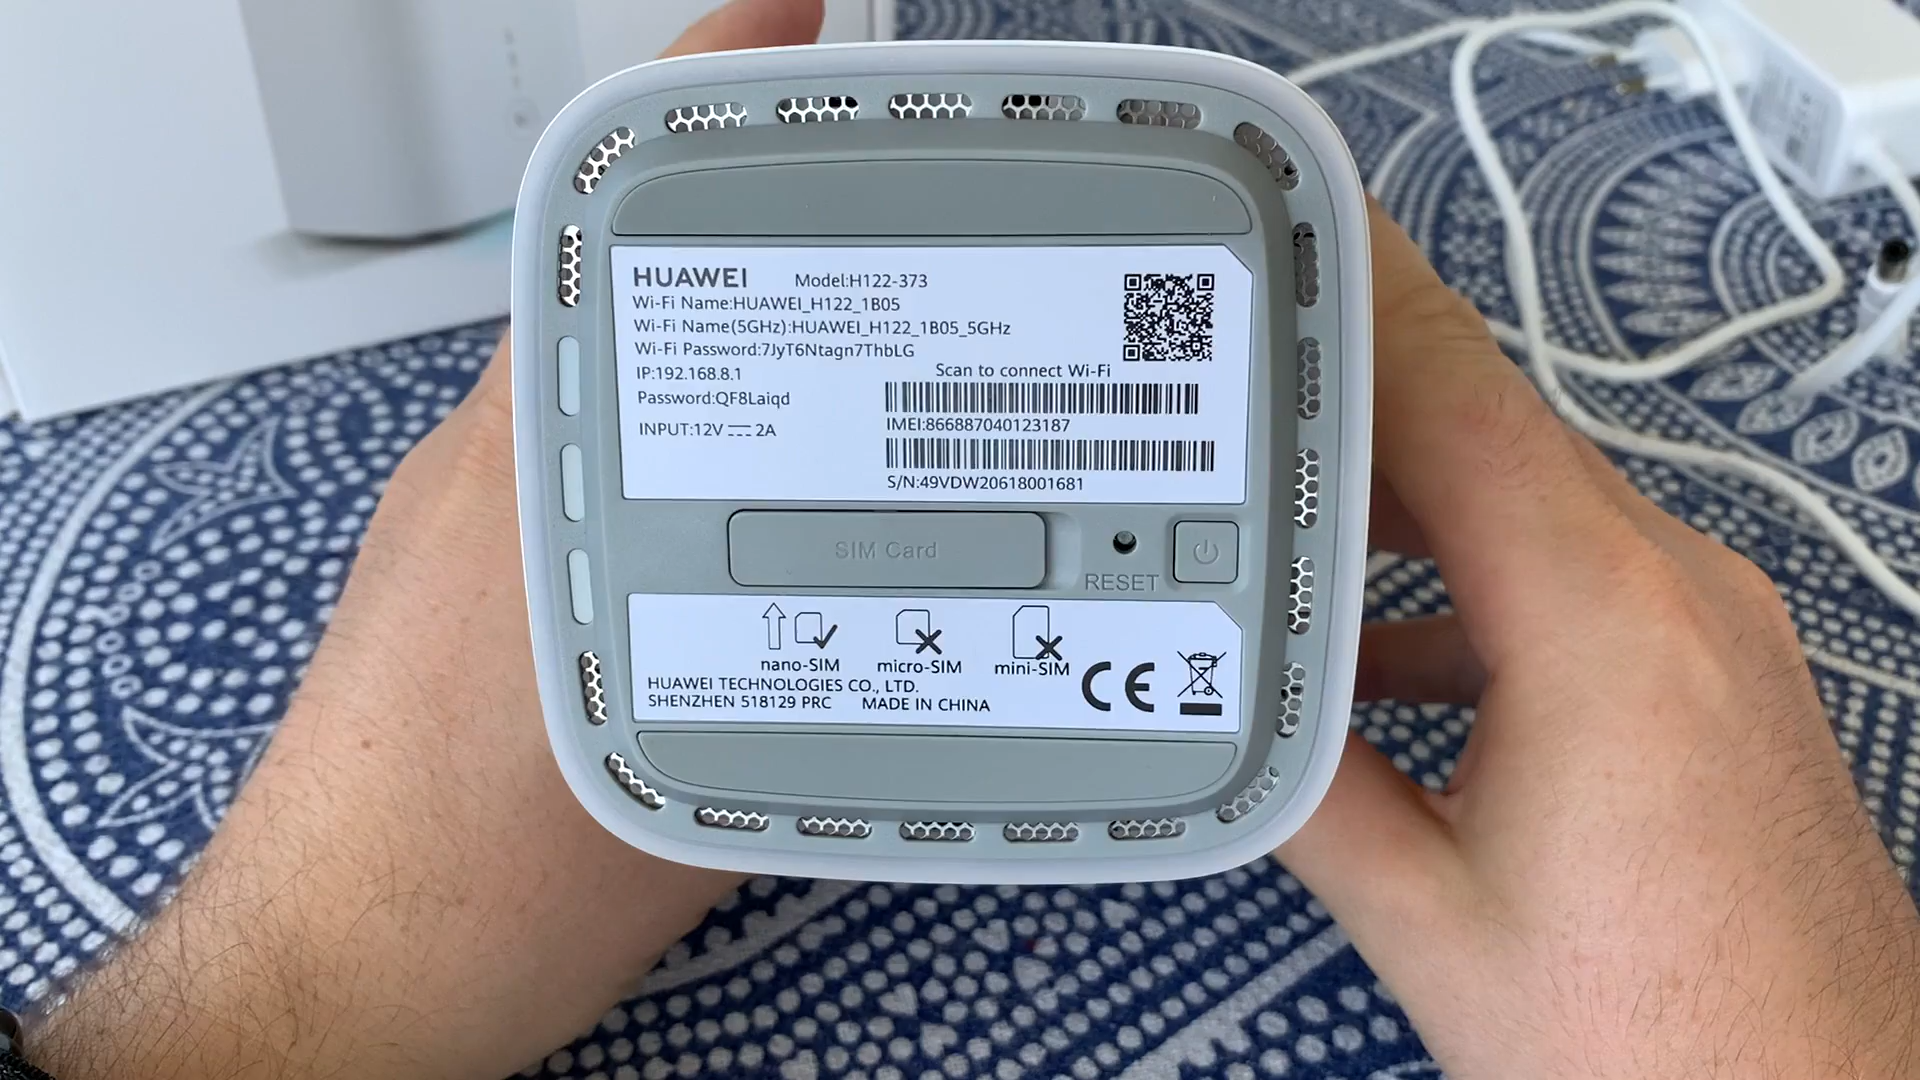 HUAWEI Model:H122-373
Wi-Fi Name:HUAWEI_H122_1B05
Wi-Fi Name(5GHz):HUAWEI_H122_1B05_5GHz
Wi-Fi Password:7JyT6Ntagn7ThbLG
IP:192.168.8.1
Password:QF8Laiqd
INPUT:12V ⎓ 2A
Scan to connect Wi-Fi
IMEI:866887040123187
S/N:49VDW20618001681
SIM Card
RESET
nano-SIM micro-SIM mini-SIM
HUAWEI TECHNOLOGIES CO., LTD.
SHENZHEN 518129 PRC MADE IN CHINA
CE